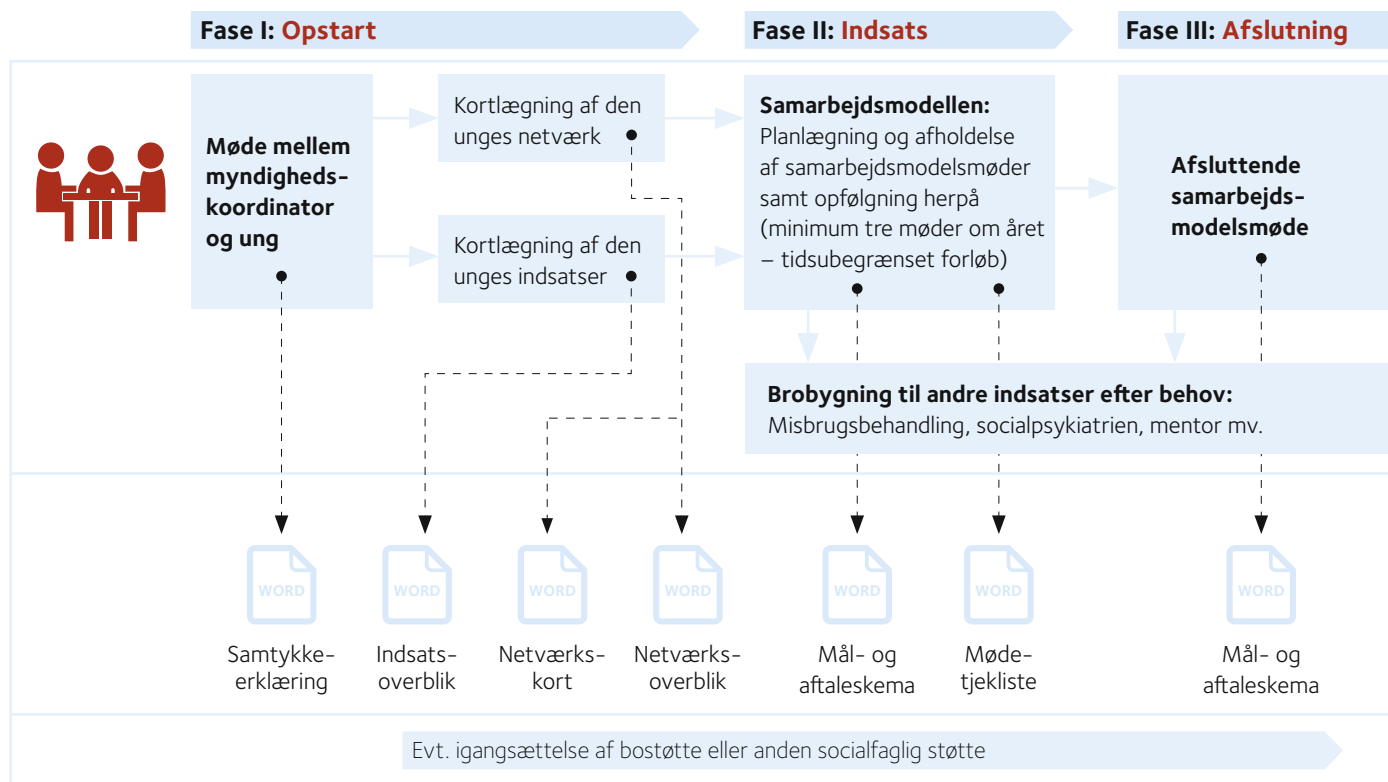 Fase I: Opstart
Fase II: Indsats
Fase III: Afslutning
Møde mellem
myndigheds-
koordinator
og ung
Kortlægning af den
unges netværk
Kortlægning af den
unges indsatser
Samarbejdsmodellen:
Planlægning og afholdelse
af samarbejdsmodelsmøder
samt opfølgning herpå
(minimum tre møder om året
– tidsubegrænset forløb)
Afsluttende
samarbejds-
modelsmøde
Brobygning til andre indsatser efter behov:
Misbrugsbehandling, socialpsykiatrien, mentor mv.
WORD
Samtykke-
erklæring
WORD
Indsats-
overblik
WORD
Netværks-
kort
WORD
Netværks-
overblik
WORD
Mål- og
aftaleskema
WORD
Møde-
tjekliste
WORD
Mål- og
aftaleskema
Evt. igangsættelse af bostøtte eller anden socialfaglig støtte